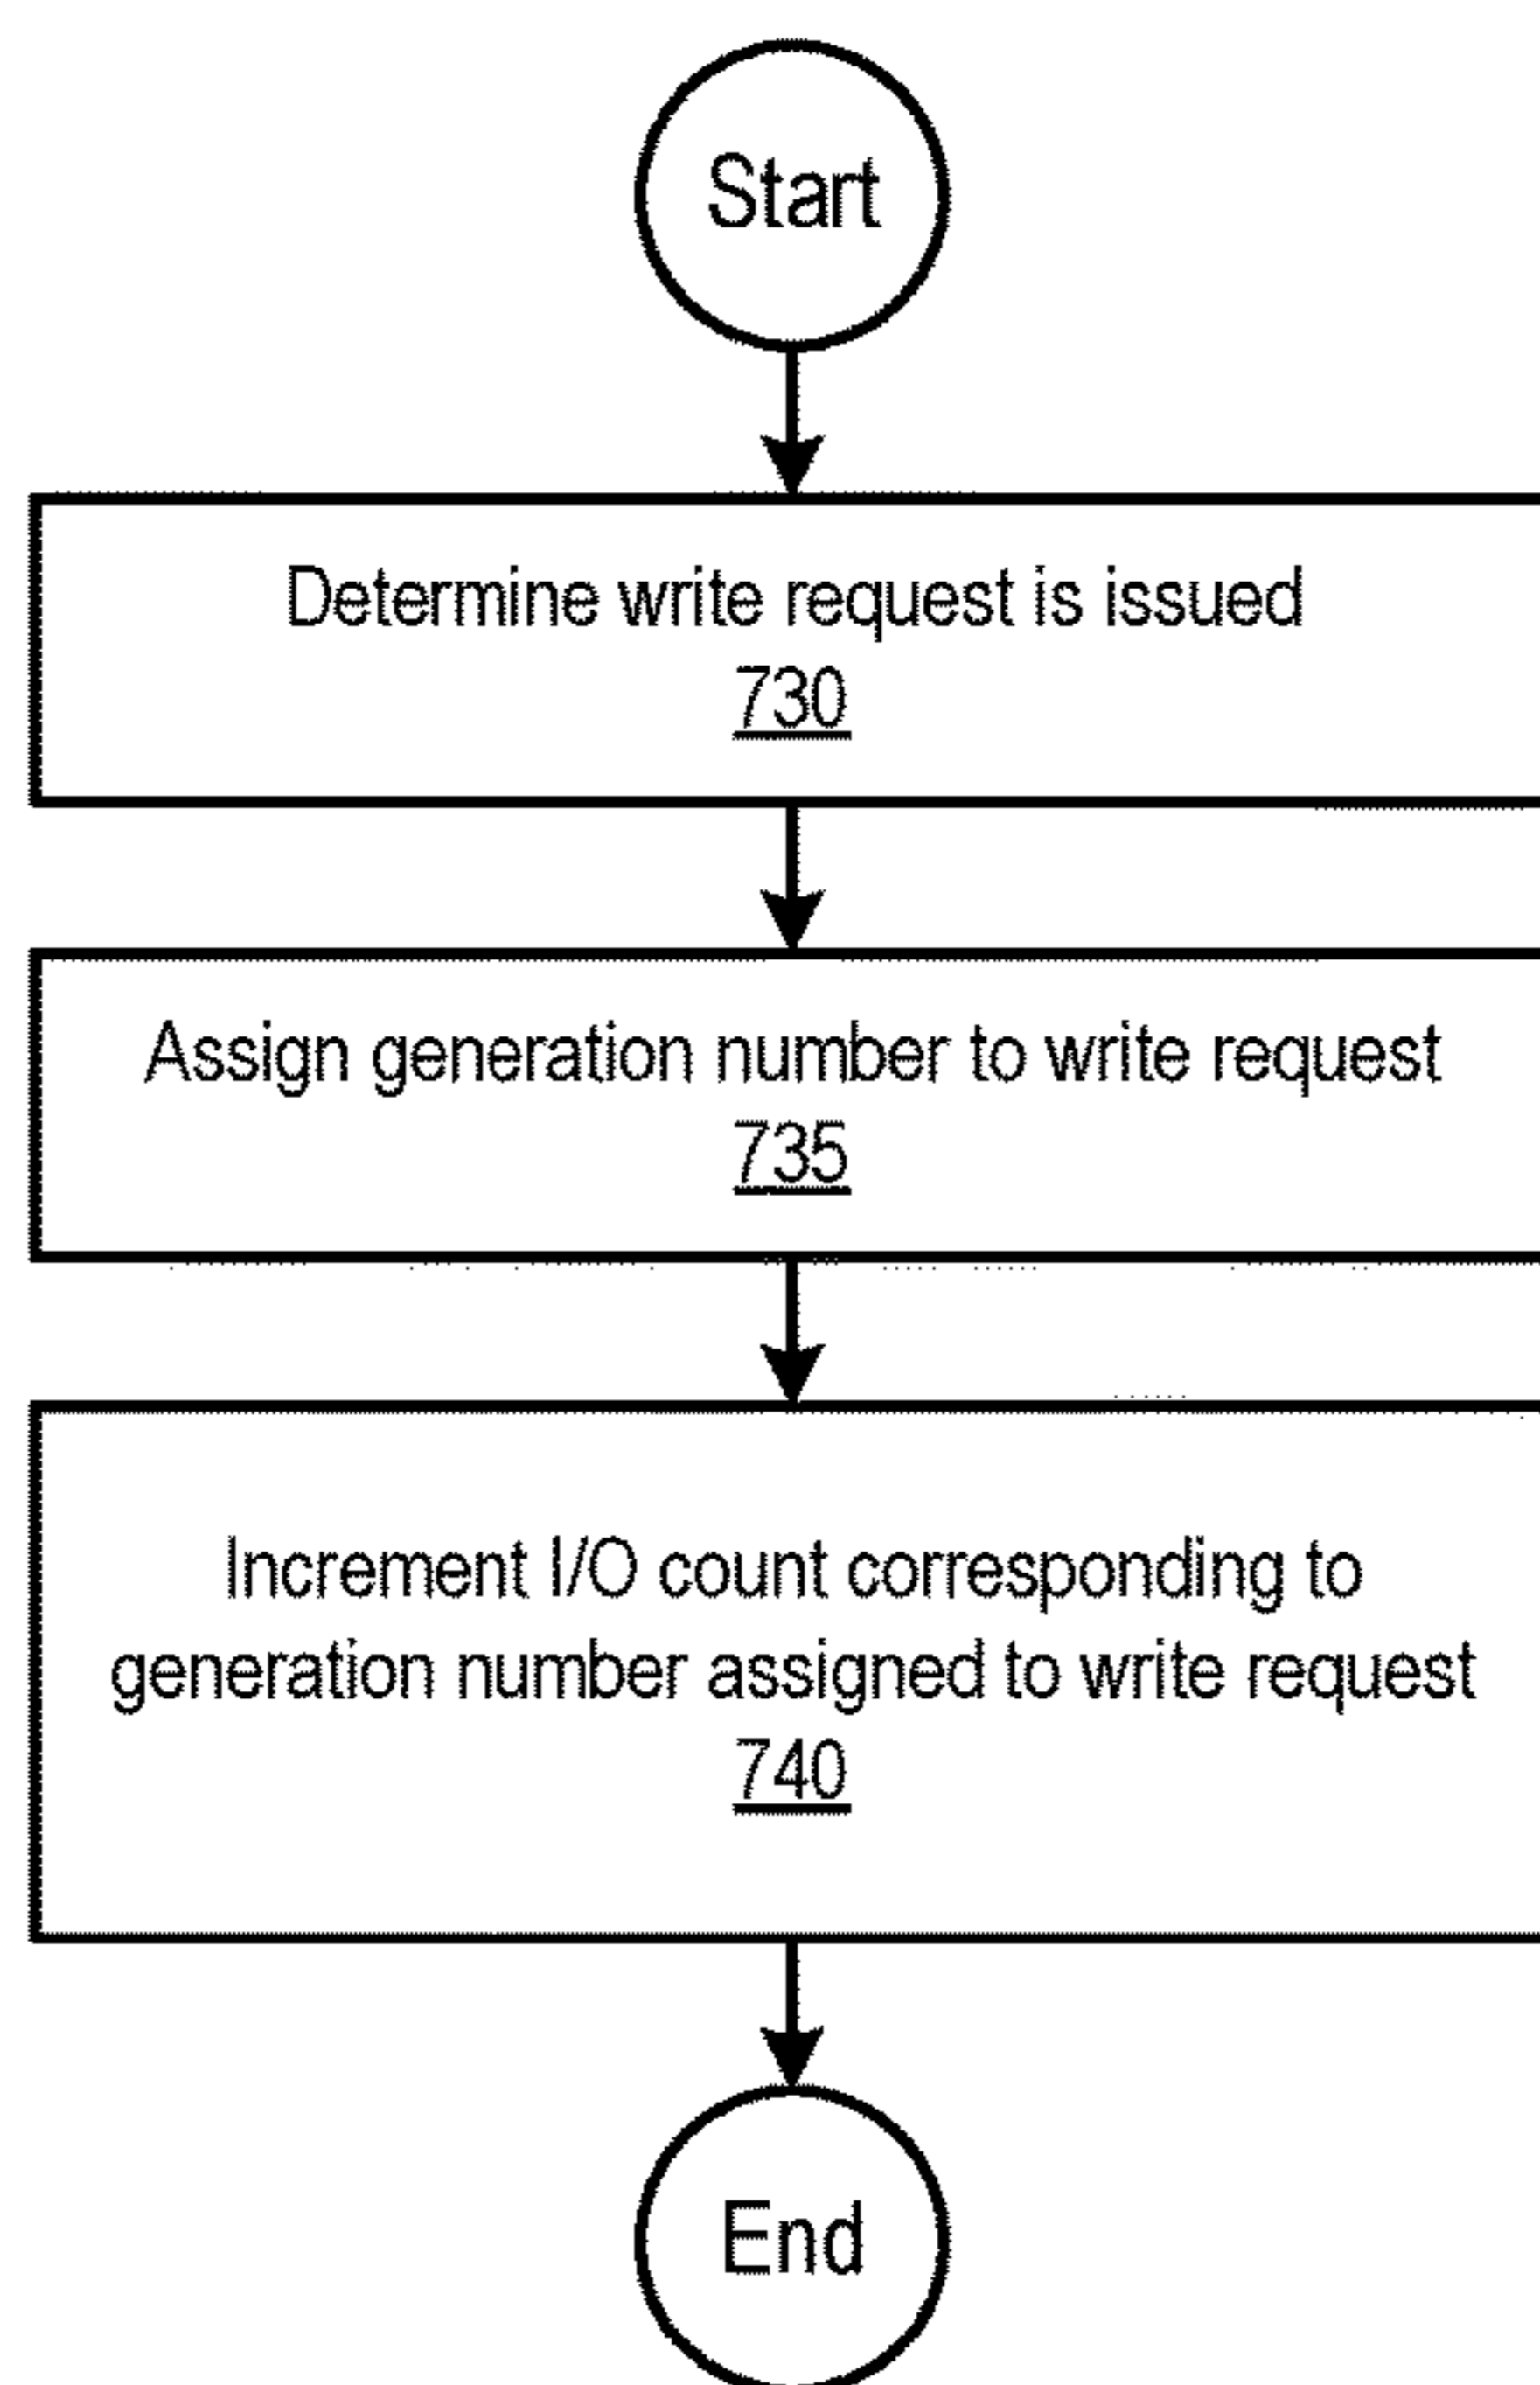 Start
Determine write request is issued
730
Assign generation number to write request
735
Increment I/O count corresponding to
generation number assigned to write request
740
End